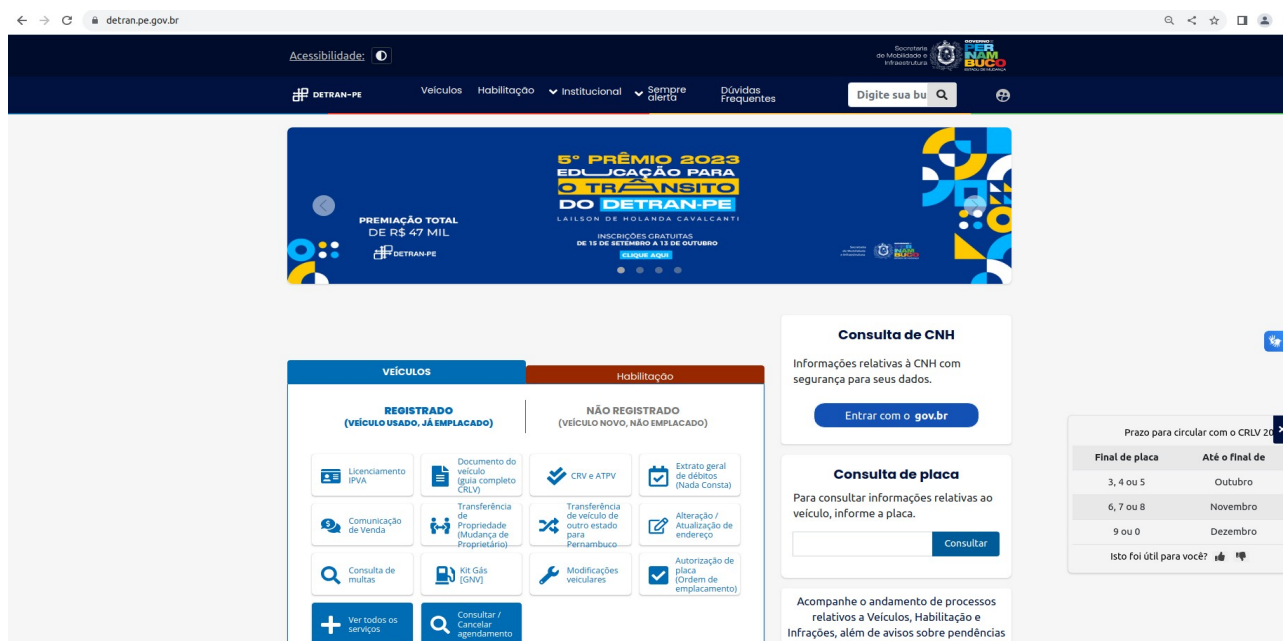 detran.pe.gov.br
Acessibilidade:
Secretaria
de Mobilidade e
Infraestrutura
GOVERNO
PER
NAM
BUCO
ESTADO DE MUDANÇA
DETRAN-PE
Veículos
Habilitação
Institucional
Sempre
alerta
Dúvidas
Frequentes
Digite sua bu
5º PRÊMIO 2023
EDUCAÇÃO PARA
O TRÂNSITO
DO DETRAN-PE
LAILSON DE HOLANDA CAVALCANTI
INSCRIÇÕES GRATUITAS
DE 15 DE SETEMBRO A 13 DE OUTUBRO
CLIQUE AQUI
PREMIAÇÃO TOTAL
DE R$ 47 MIL
DETRAN-PE
VEÍCULOS
Habilitação
REGISTRADO
(VEÍCULO USADO, JÁ EMPLACADO)
NÃO REGISTRADO
(VEÍCULO NOVO, NÃO EMPLACADO)
Licenciamento
IPVA
Documento do
veículo
(guia completo
CRLV)
CRV e ATPV
Extrato geral
de débitos
(Nada Consta)
Comunicação
de Venda
Transferência
de
Propriedade
(Mudança de
Proprietário)
Transferência
de veículo de
outro estado
para
Pernambuco
Alteração /
Atualização de
endereço
Consulta de
multas
Kit Gás
[GNV]
Modificações
veiculares
Autorização de
placa
(Ordem de
emplacamento)
Ver todos os
serviços
Consultar /
Cancelar
agendamento
Consulta de CNH
Informações relativas à CNH com
segurança para seus dados.
Entrar com o gov.br
Consulta de placa
Para consultar informações relativas ao
veículo, informe a placa.
Consultar
Acompanhe o andamento de processos
relativos a Veículos, Habilitação e
Infrações, além de avisos sobre pendências
Prazo para circular com o CRLV 20
Final de placa Até o final de
3, 4 ou 5 Outubro
6, 7 ou 8 Novembro
9 ou 0 Dezembro
Isto foi útil para você?